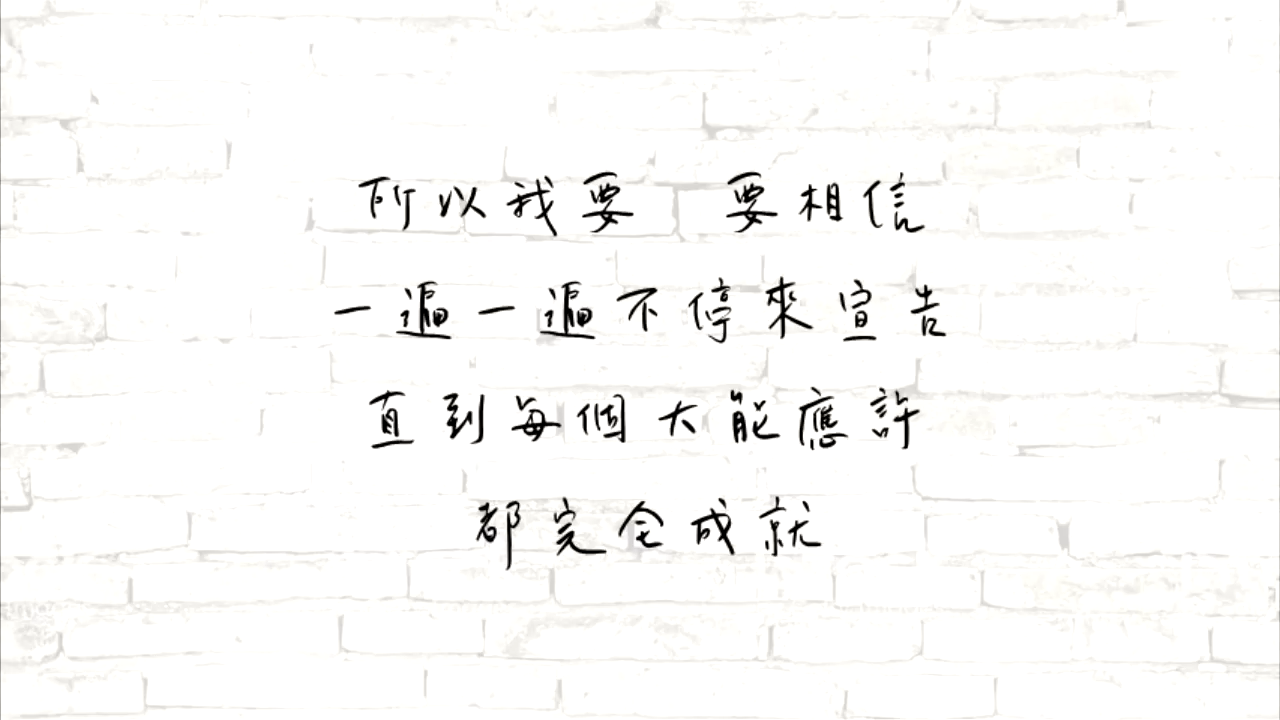 所以我要 要相信
一遍一遍不停來宣告
直到每個大能應許
都完全成就